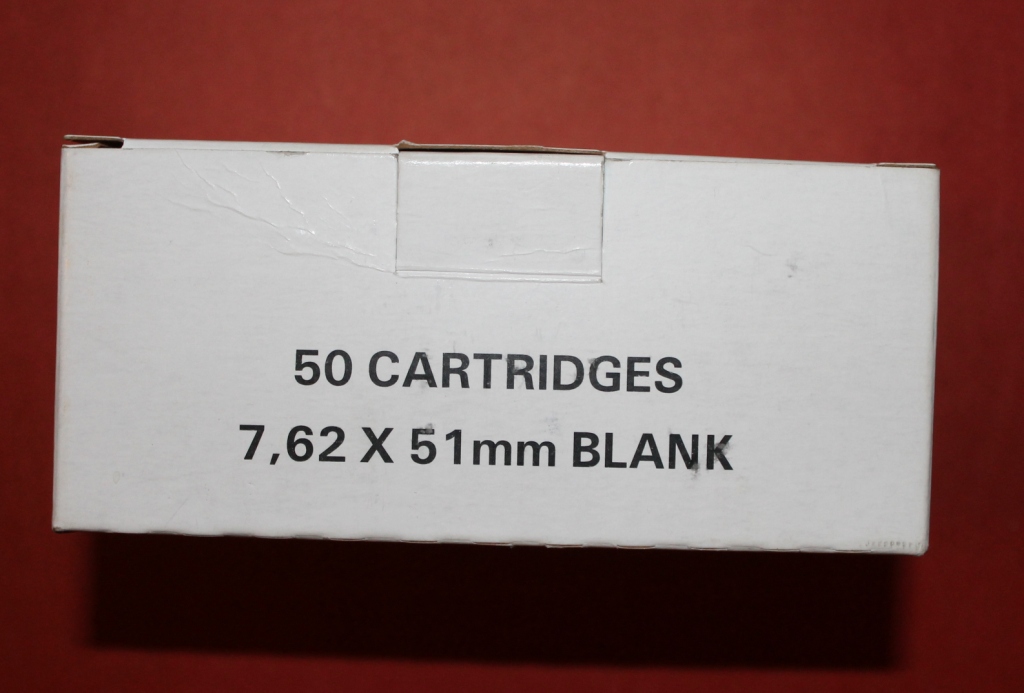 50 CARTRIDGES
7,62 X 51mm BLANK